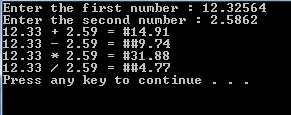 Enter the first number : 12.32564
Enter the second number : 2.5862
12.33 + 2.59 = #14.91
12.33 - 2.59 = ##9.74
12.33 * 2.59 = #31.88
12.33 / 2.59 = ##4.77
Press any key to continue . . .